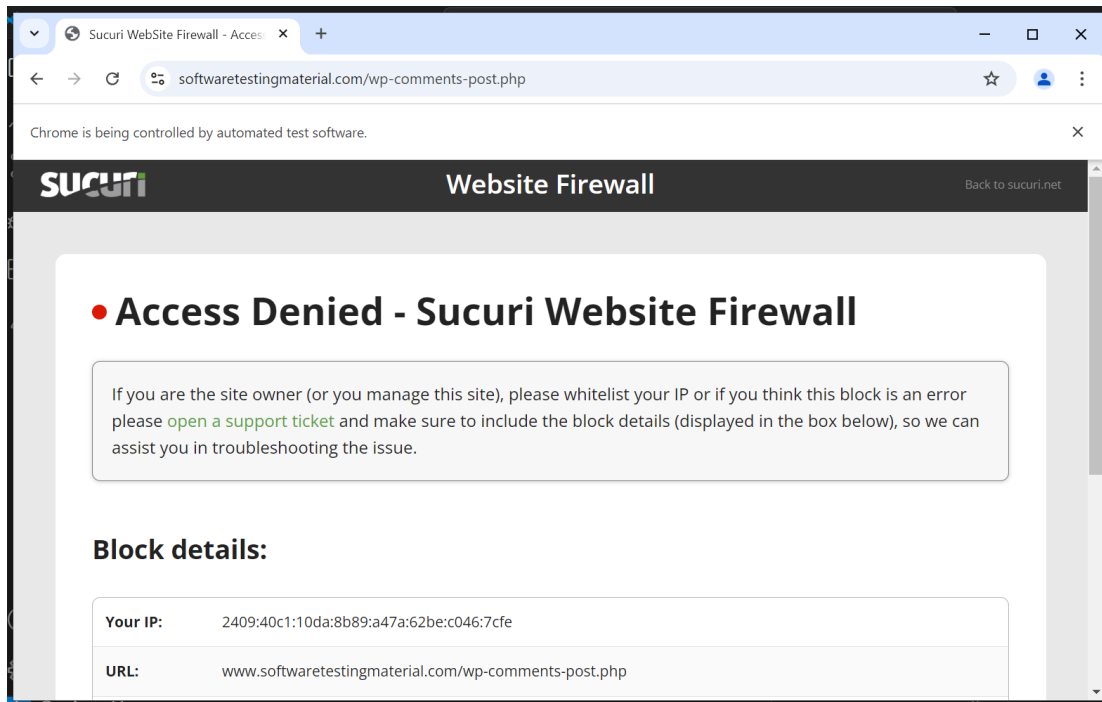 Sucuri WebSite Firewall - Acces
softwaretestingmaterial.com/wp-comments-post.php
Chrome is being controlled by automated test software.
sucuri
Website Firewall
Back to sucuri.net
Access Denied - Sucuri Website Firewall
If you are the site owner (or you manage this site), please whitelist your IP or if you think this block is an error
please open a support ticket and make sure to include the block details (displayed in the box below), so we can
assist you in troubleshooting the issue.
Block details:
Your IP: 2409:40c1:10da:8b89:a47a:62be:c046:7cfe
URL: www.softwaretestingmaterial.com/wp-comments-post.php